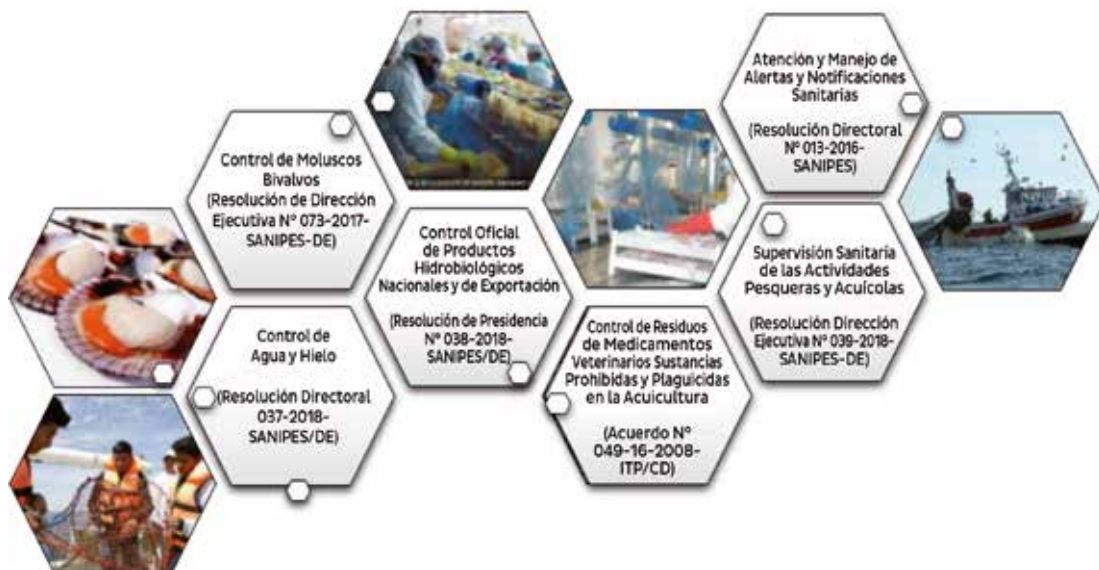 Control de Moluscos
Bivalvos
(Resolución de Dirección
Ejecutiva N° 073-2017-
SANIPES-DE)
Control de
Agua y Hielo
(Resolución Directoral
037-2018-
SANIPES/DE)
Control Oficial
de Productos
Hidrobiológicos
Nacionales y de Exportación
(Resolución de Presidencia
N° 038-2018-
SANIPES/DE)
Control de Residuos
de Medicamentos
Veterinarios Sustancias
Prohibidas y Plaguicidas
en la Acuicultura
(Acuerdo N°
049-16-2008-
ITP/CD)
Atención y Manejo de
Alertas y Notificaciones
Sanitarias
(Resolución Directoral
N° 013-2016-
SANIPES)
Supervisión Sanitaria
de las Actividades
Pesqueras y Acuícolas
(Resolución Dirección
Ejecutiva N° 039-2018-
SANIPES-DE)